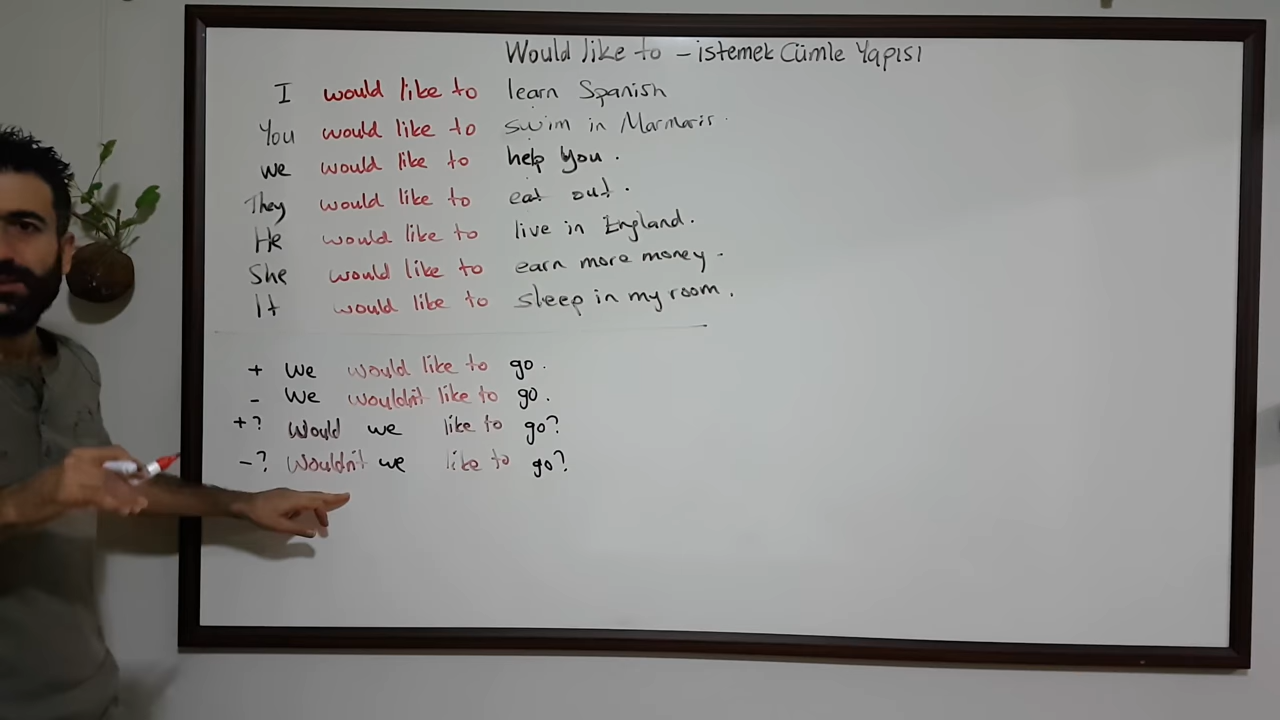 Would like to - istemek Cümle Yapısı
I would like to learn Spanish
You would like to swim in Marmaris.
we would like to help you.
They would like to eat out.
He would like to live in England.
She would like to earn more money.
It would like to sleep in my room.
+ We would like to go.
- We wouldn't like to go.
+? Would we like to go?
-? Wouldn't we like to go?